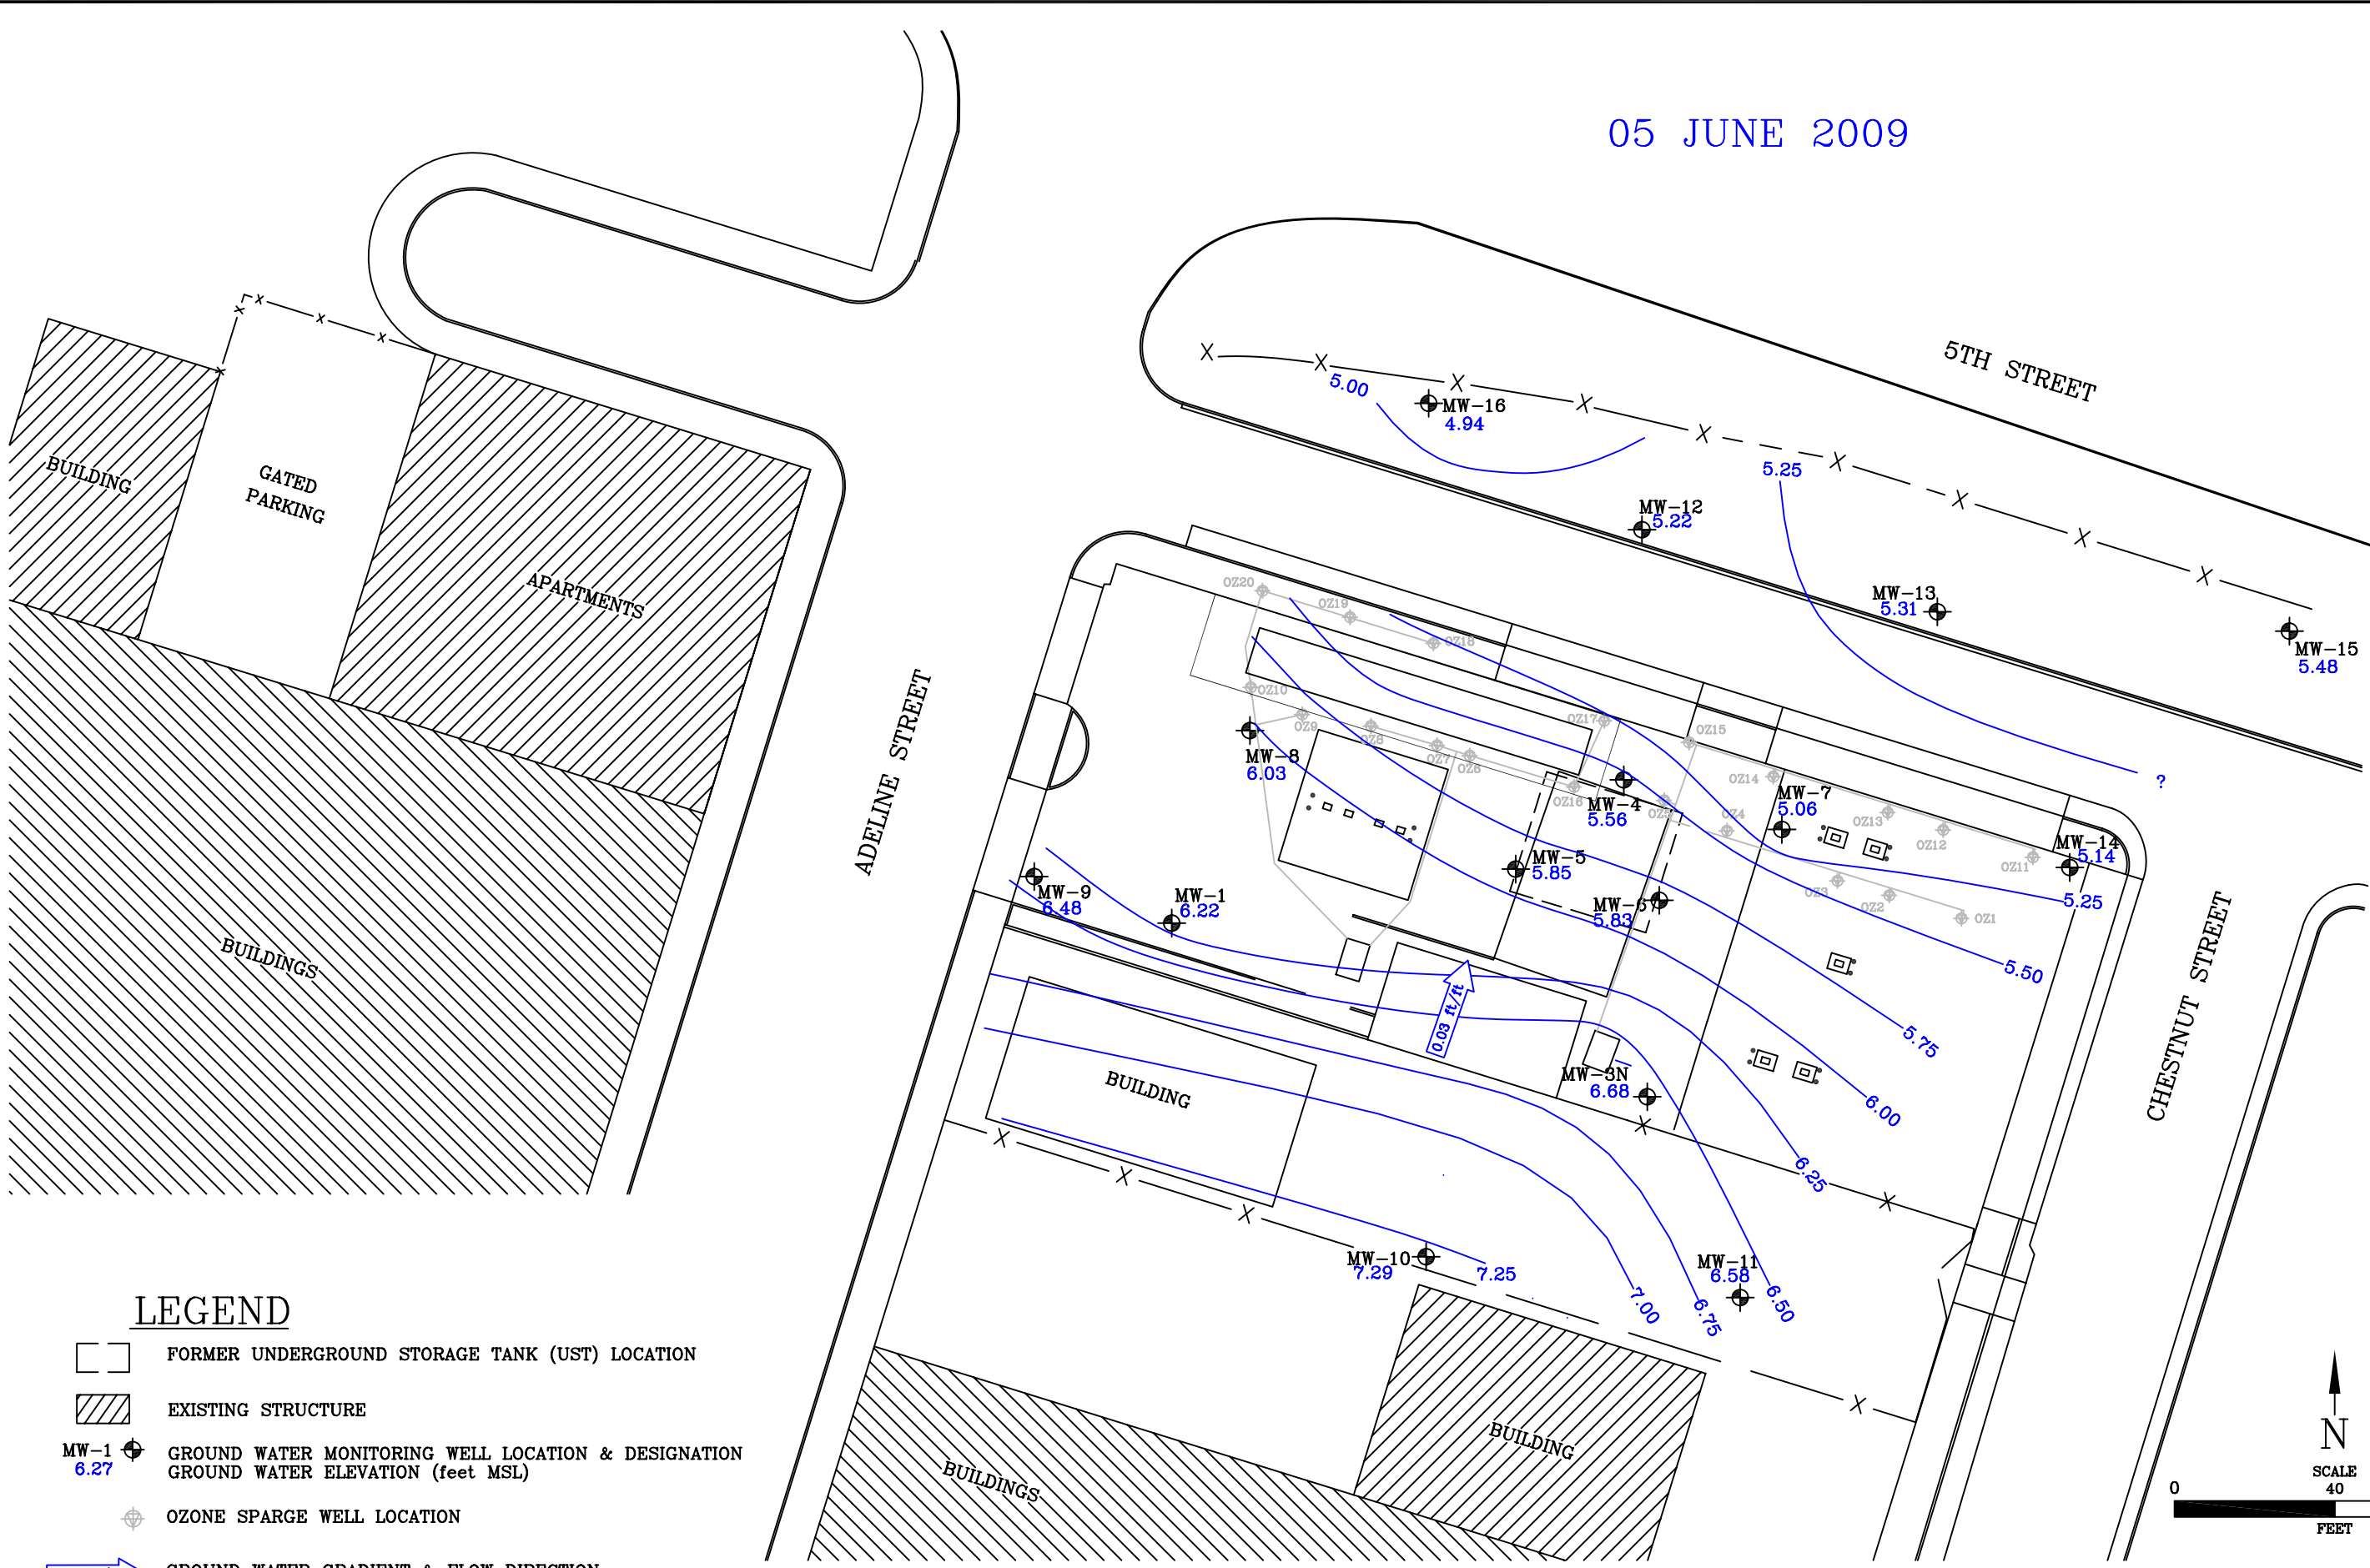 05 JUNE 2009
5TH STREET
5.00
MW-16
4.94
5.25
MW-12
5.22
MW-13
5.31
MW-15
5.48
BUILDING
GATED
PARKING
APARTMENTS
BUILDINGS
ADELINE STREET
OZ20
OZ19
OZ18
OZ10
OZ9
OZ8
OZ7
OZ6
OZ17
OZ16
OZ15
OZ14
OZ5
OZ4
OZ13
OZ12
OZ11
OZ3
OZ2
OZ1
MW-8
6.03
MW-4
5.56
MW-7
5.06
MW-14
5.14
MW-5
5.85
MW-9
6.48
MW-1
6.22
MW-6
5.83
?
5.25
5.50
5.75
6.00
6.25
CHESTNUT STREET
0.03 ft/ft
MW-3N
6.68
BUILDING
MW-10
7.29
7.25
MW-11
6.58
7.00
6.75
6.50
BUILDING
BUILDINGS
LEGEND
FORMER UNDERGROUND STORAGE TANK (UST) LOCATION
EXISTING STRUCTURE
MW-1
6.27
GROUND WATER MONITORING WELL LOCATION & DESIGNATION
GROUND WATER ELEVATION (feet MSL)
OZONE SPARGE WELL LOCATION
GROUND WATER GRADIENT & FLOW DIRECTION
N
SCALE
0 40
FEET